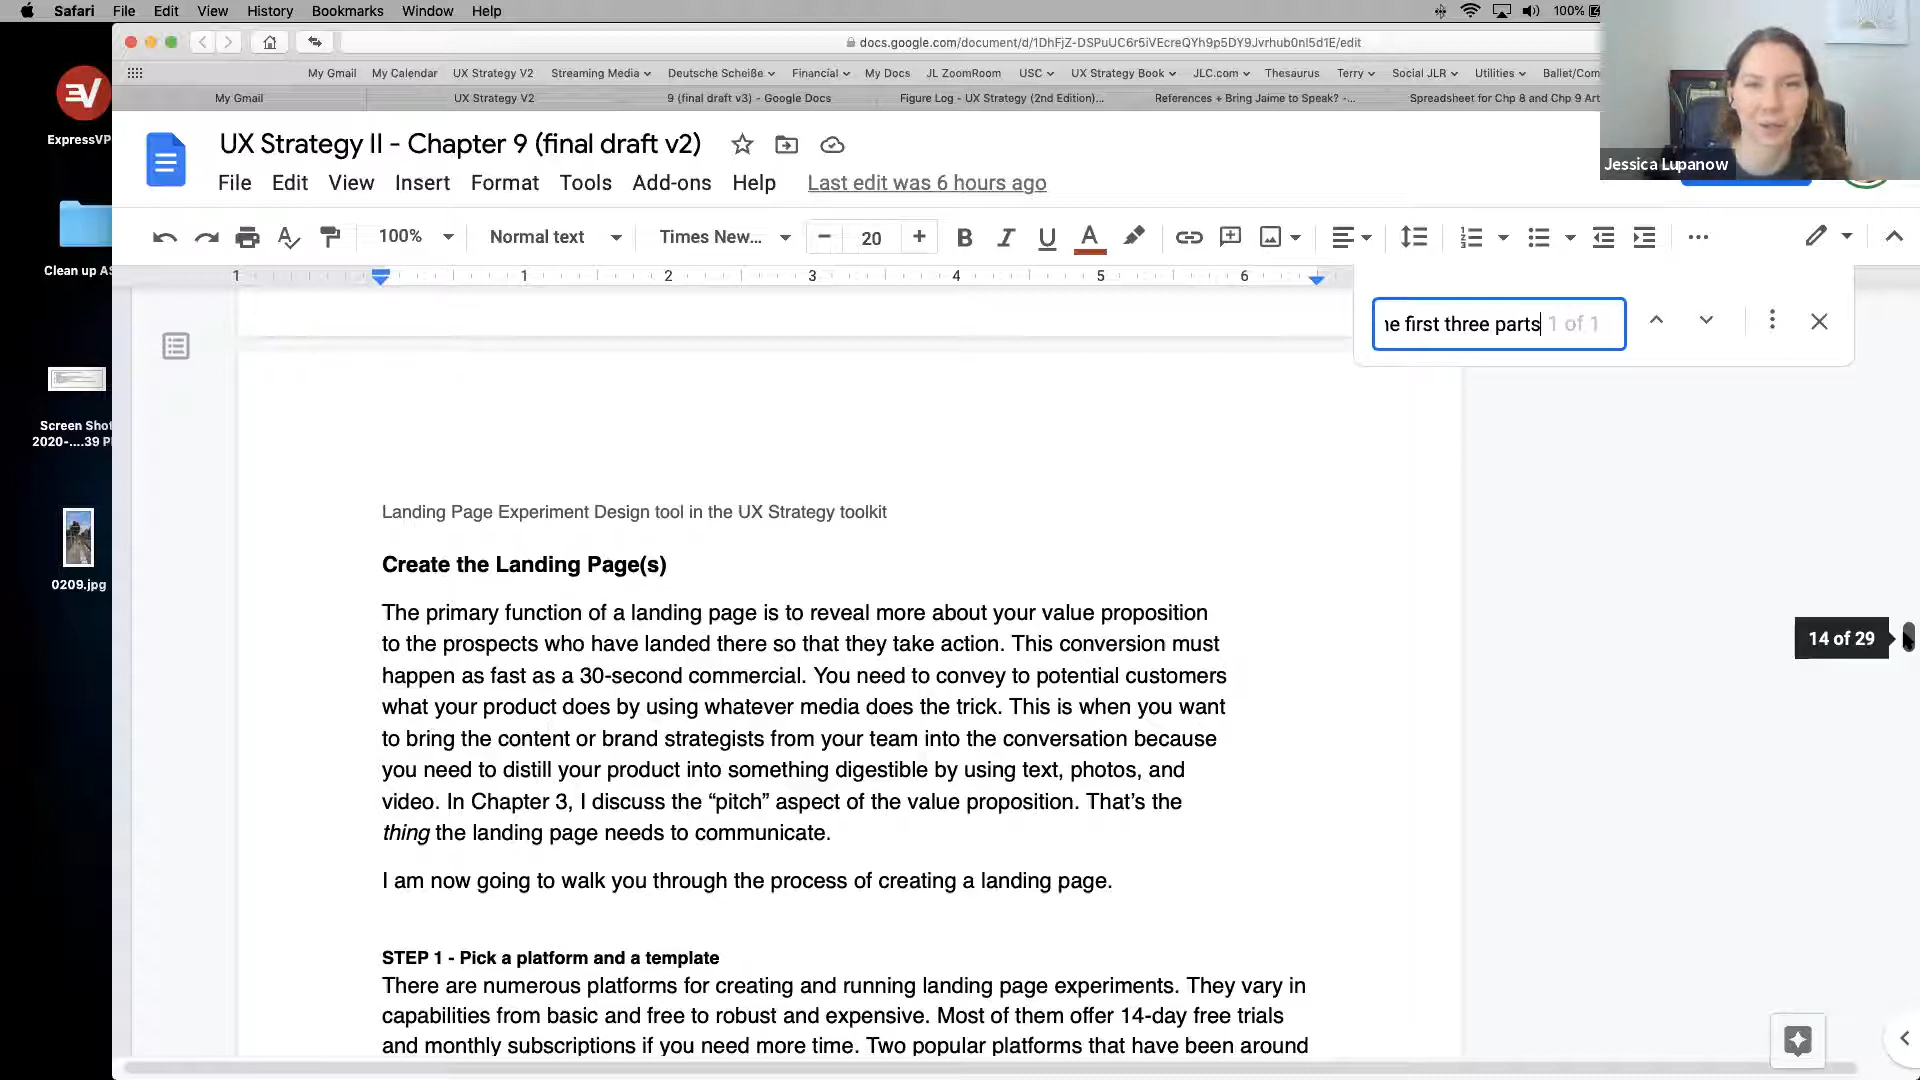 Safari File Edit View History Bookmarks Window Help 100%
docs.google.com/document/d/1DhFjZ-DSPuUC6r5iVEcreQYh9p5DY9Jvrhub0nl5d1E/edit
My Gmail My Calendar UX Strategy V2 Streaming Media Deutsche Scheiße Financial My Docs JL ZoomRoom USC UX Strategy Book JLC.com Thesaurus Terry Social JLR Utilities Ballet/Com
My Gmail UX Strategy V2 9 (final draft v3) - Google Docs Figure Log - UX Strategy (2nd Edition)... References + Bring Jaime to Speak? -... Spreadsheet for Chp 8 and Chp 9 Art
ExpressVP
UX Strategy II - Chapter 9 (final draft v2)
Jessica Lupanow
File Edit View Insert Format Tools Add-ons Help Last edit was 6 hours ago
100% Normal text Times New... 20
Clean up AS
1 1 2 3 4 5 6
he first three parts 1 of 1
Screen Shot
2020-....39 P
0209.jpg
Landing Page Experiment Design tool in the UX Strategy toolkit
Create the Landing Page(s)
The primary function of a landing page is to reveal more about your value proposition
to the prospects who have landed there so that they take action. This conversion must
happen as fast as a 30-second commercial. You need to convey to potential customers
what your product does by using whatever media does the trick. This is when you want
to bring the content or brand strategists from your team into the conversation because
you need to distill your product into something digestible by using text, photos, and
video. In Chapter 3, I discuss the “pitch” aspect of the value proposition. That’s the
thing the landing page needs to communicate.
14 of 29
I am now going to walk you through the process of creating a landing page.
STEP 1 - Pick a platform and a template
There are numerous platforms for creating and running landing page experiments. They vary in
capabilities from basic and free to robust and expensive. Most of them offer 14-day free trials
and monthly subscriptions if you need more time. Two popular platforms that have been around